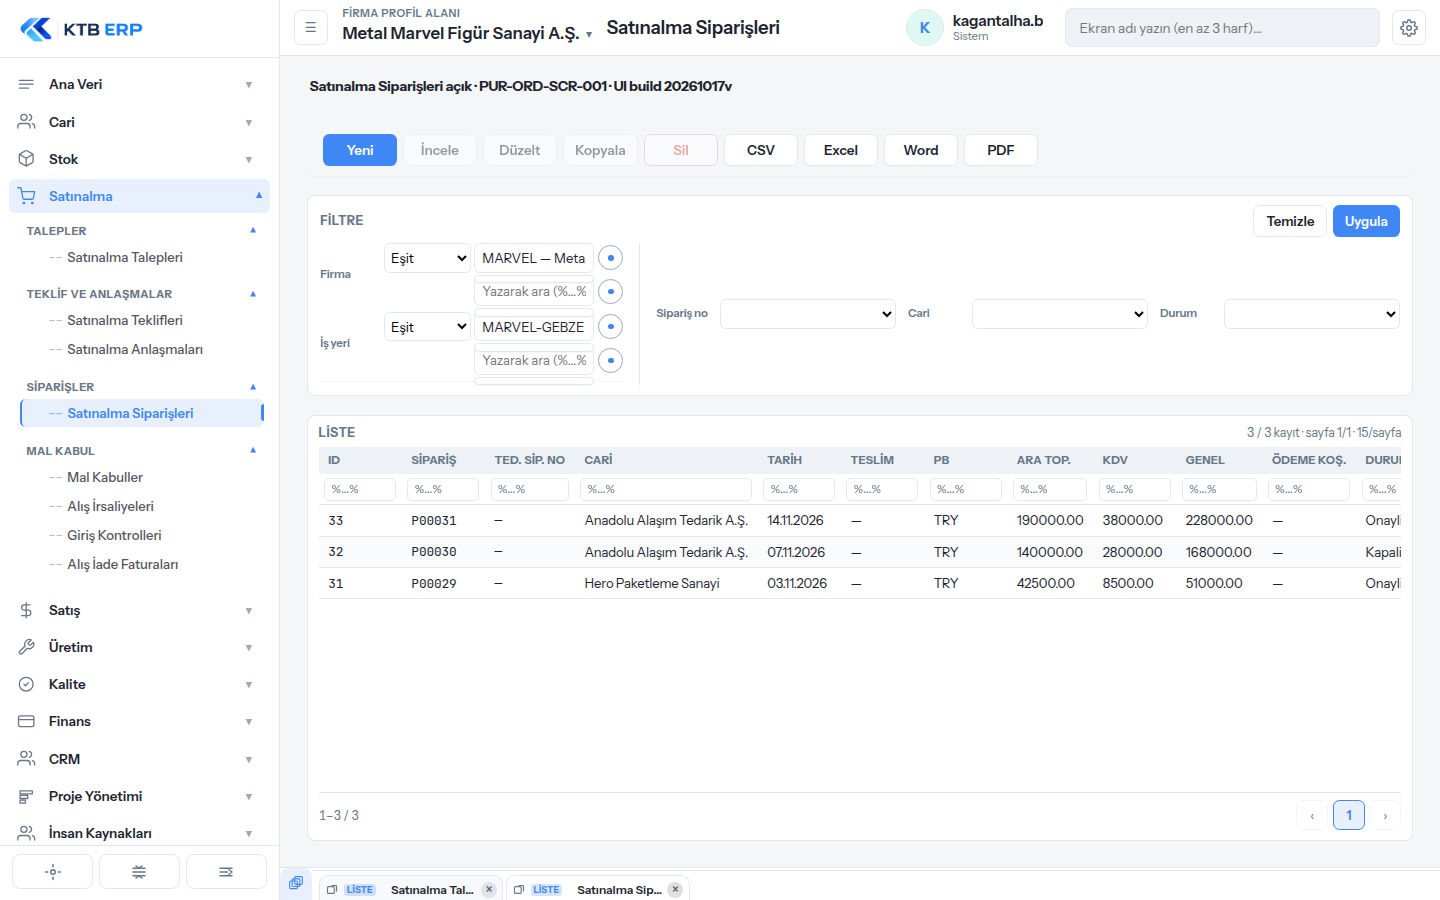 KTB ERP
Ana Veri
Cari
Stok
Satınalma
TALEPLER
Satınalma Talepleri
TEKLİF VE ANLAŞMALAR
Satınalma Teklifleri
Satınalma Anlaşmaları
SİPARİŞLER
Satınalma Siparişleri
MAL KABUL
Mal Kabuller
Alış İrsaliyeleri
Giriş Kontrolleri
Alış İade Faturaları
Satış
Üretim
Kalite
Finans
CRM
Proje Yönetimi
İnsan Kaynakları
FİRMA PROFİL ALANI
Metal Marvel Figür Sanayi A.Ş. ▾
Satınalma Siparişleri
K
kagantalha.b
Sistem
Ekran adı yazın (en az 3 harf)...
Satınalma Siparişleri açık · PUR-ORD-SCR-001 · UI build 20261017v
Yeni İncele Düzelt Kopyala Sil CSV Excel Word PDF
FİLTRE
Temizle Uygula
Firma Eşit MARVEL — Meta
Yazarak ara (%...%
İş yeri Eşit MARVEL-GEBZE
Yazarak ara (%...%
Sipariş no Cari Durum
LİSTE
3 / 3 kayıt · sayfa 1/1 · 15/sayfa
ID SİPARİŞ TED. SİP. NO CARİ TARİH TESLİM PB ARA TOP. KDV GENEL ÖDEME KOŞ. DURU
%...% %...% %...% %...% %...% %...% %...% %...% %...% %...% %...% %...%
33 P00031 — Anadolu Alaşım Tedarik A.Ş. 14.11.2026 — TRY 190000.00 38000.00 228000.00 — Onayli
32 P00030 — Anadolu Alaşım Tedarik A.Ş. 07.11.2026 — TRY 140000.00 28000.00 168000.00 — Kapali
31 P00029 — Hero Paketleme Sanayi 03.11.2026 — TRY 42500.00 8500.00 51000.00 — Onayli
1–3 / 3
‹ 1 ›
LİSTE Satınalma Tal... ×
LİSTE Satınalma Sip... ×